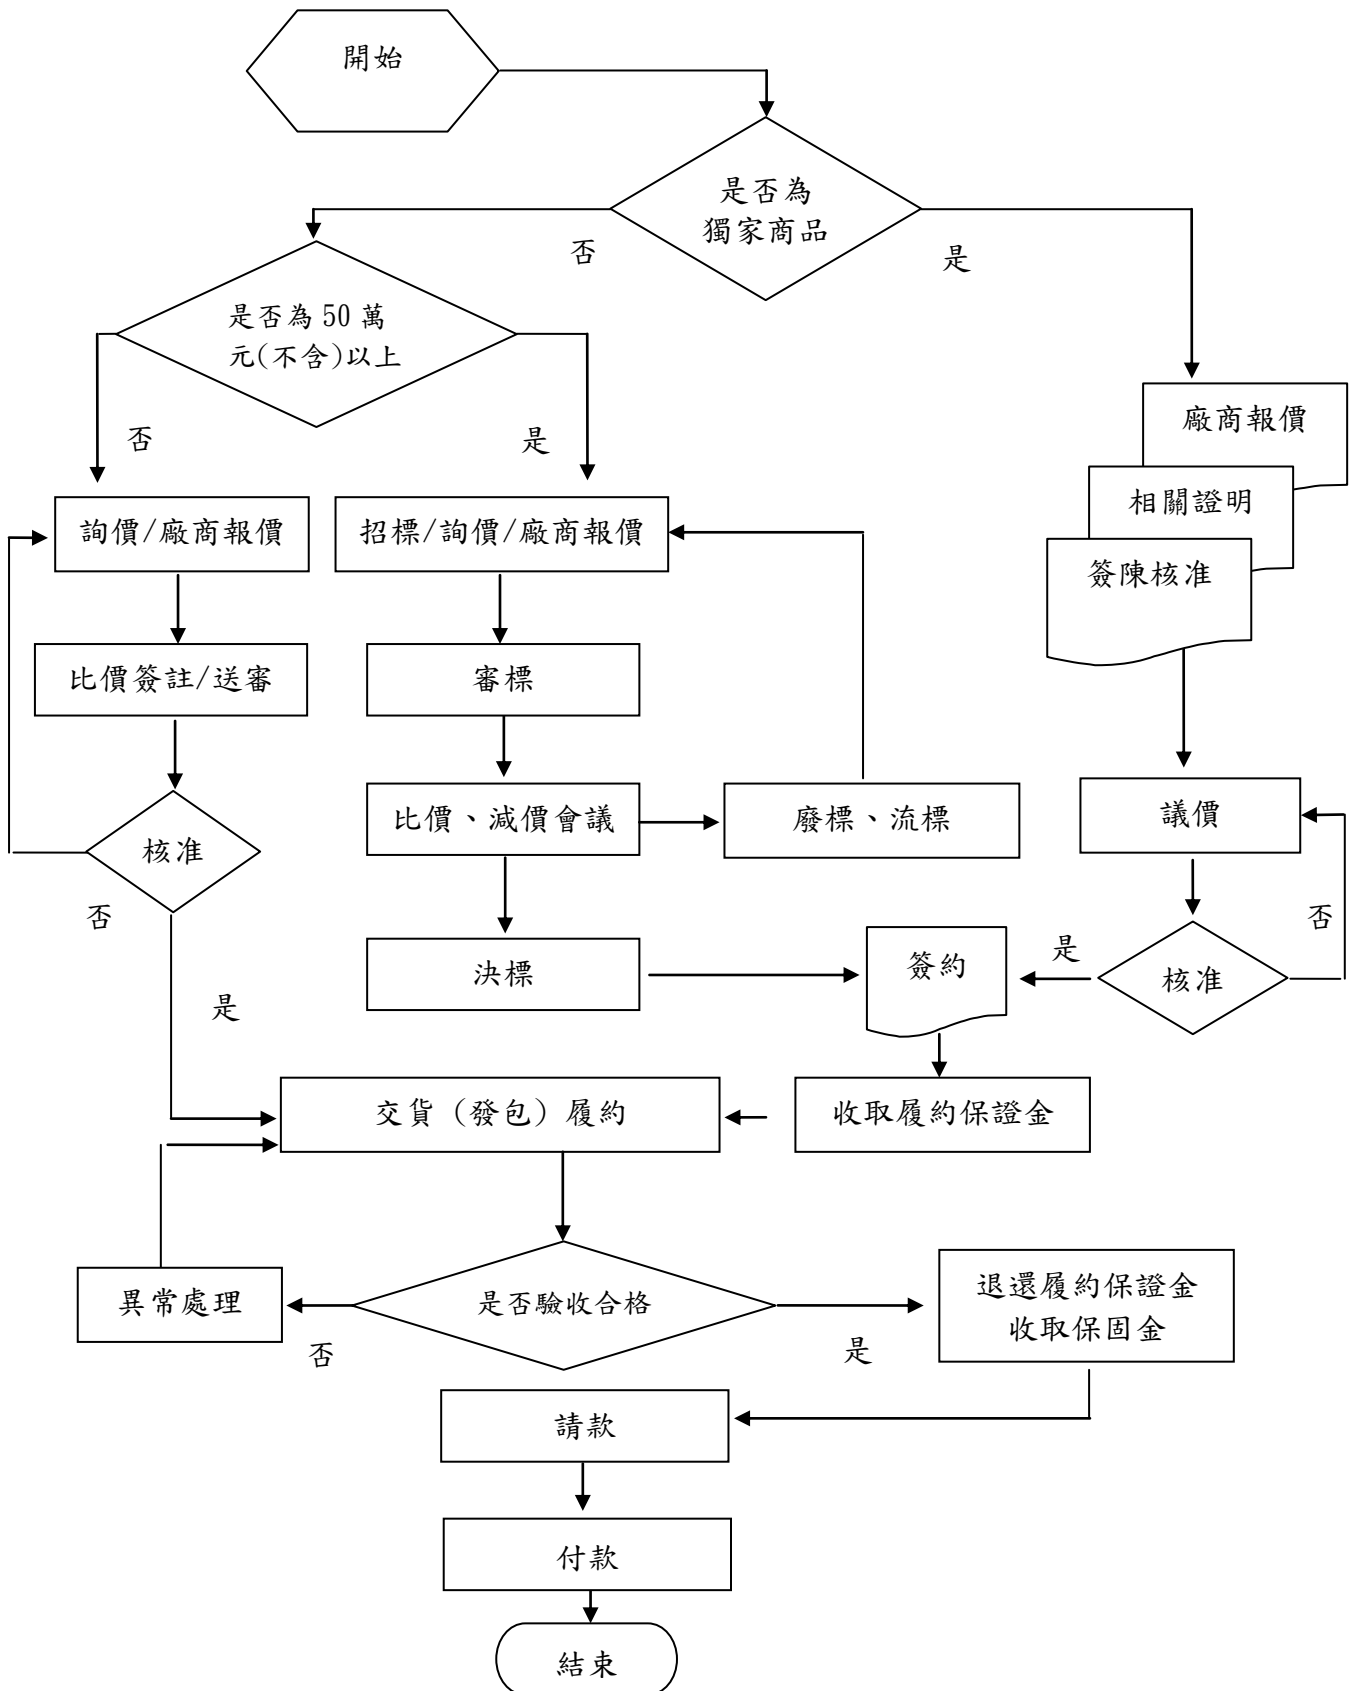 開始
是否為
獨家商品
否
是
是否為 50 萬
元(不含)以上
否
是
廠商報價
相關證明
簽陳核准
詢價/廠商報價
招標/詢價/廠商報價
比價簽註/送審
審標
比價、減價會議
廢標、流標
議價
核准
否
是
決標
簽約
是
核准
否
交貨（發包）履約
收取履約保證金
異常處理
是否驗收合格
否
是
退還履約保證金
收取保固金
請款
付款
結束